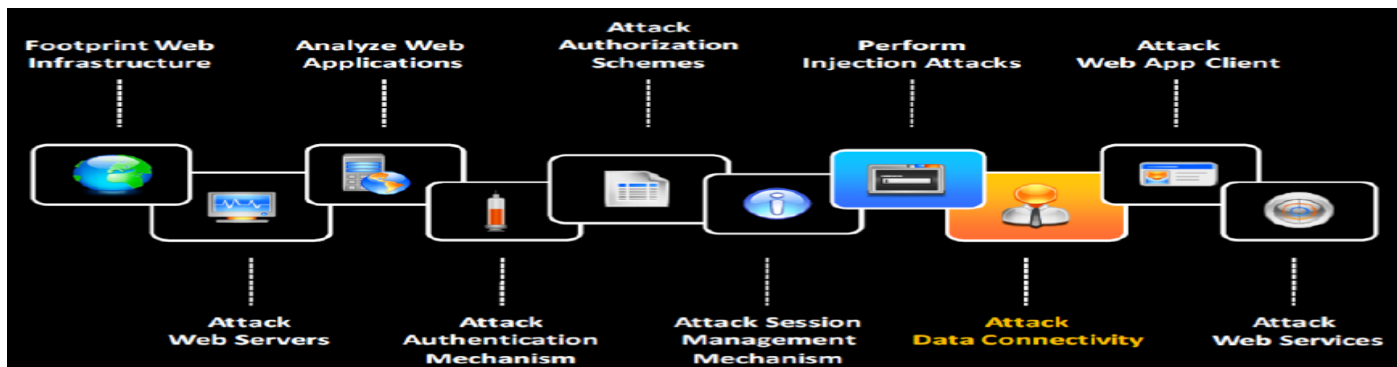 Footprint Web
Infrastructure
Attack
Web Servers
Analyze Web
Applications
Attack
Authentication
Mechanism
Attack
Authorization
Schemes
Attack Session
Management
Mechanism
Perform
Injection Attacks
Attack
Data Connectivity
Attack
Web App Client
Attack
Web Services